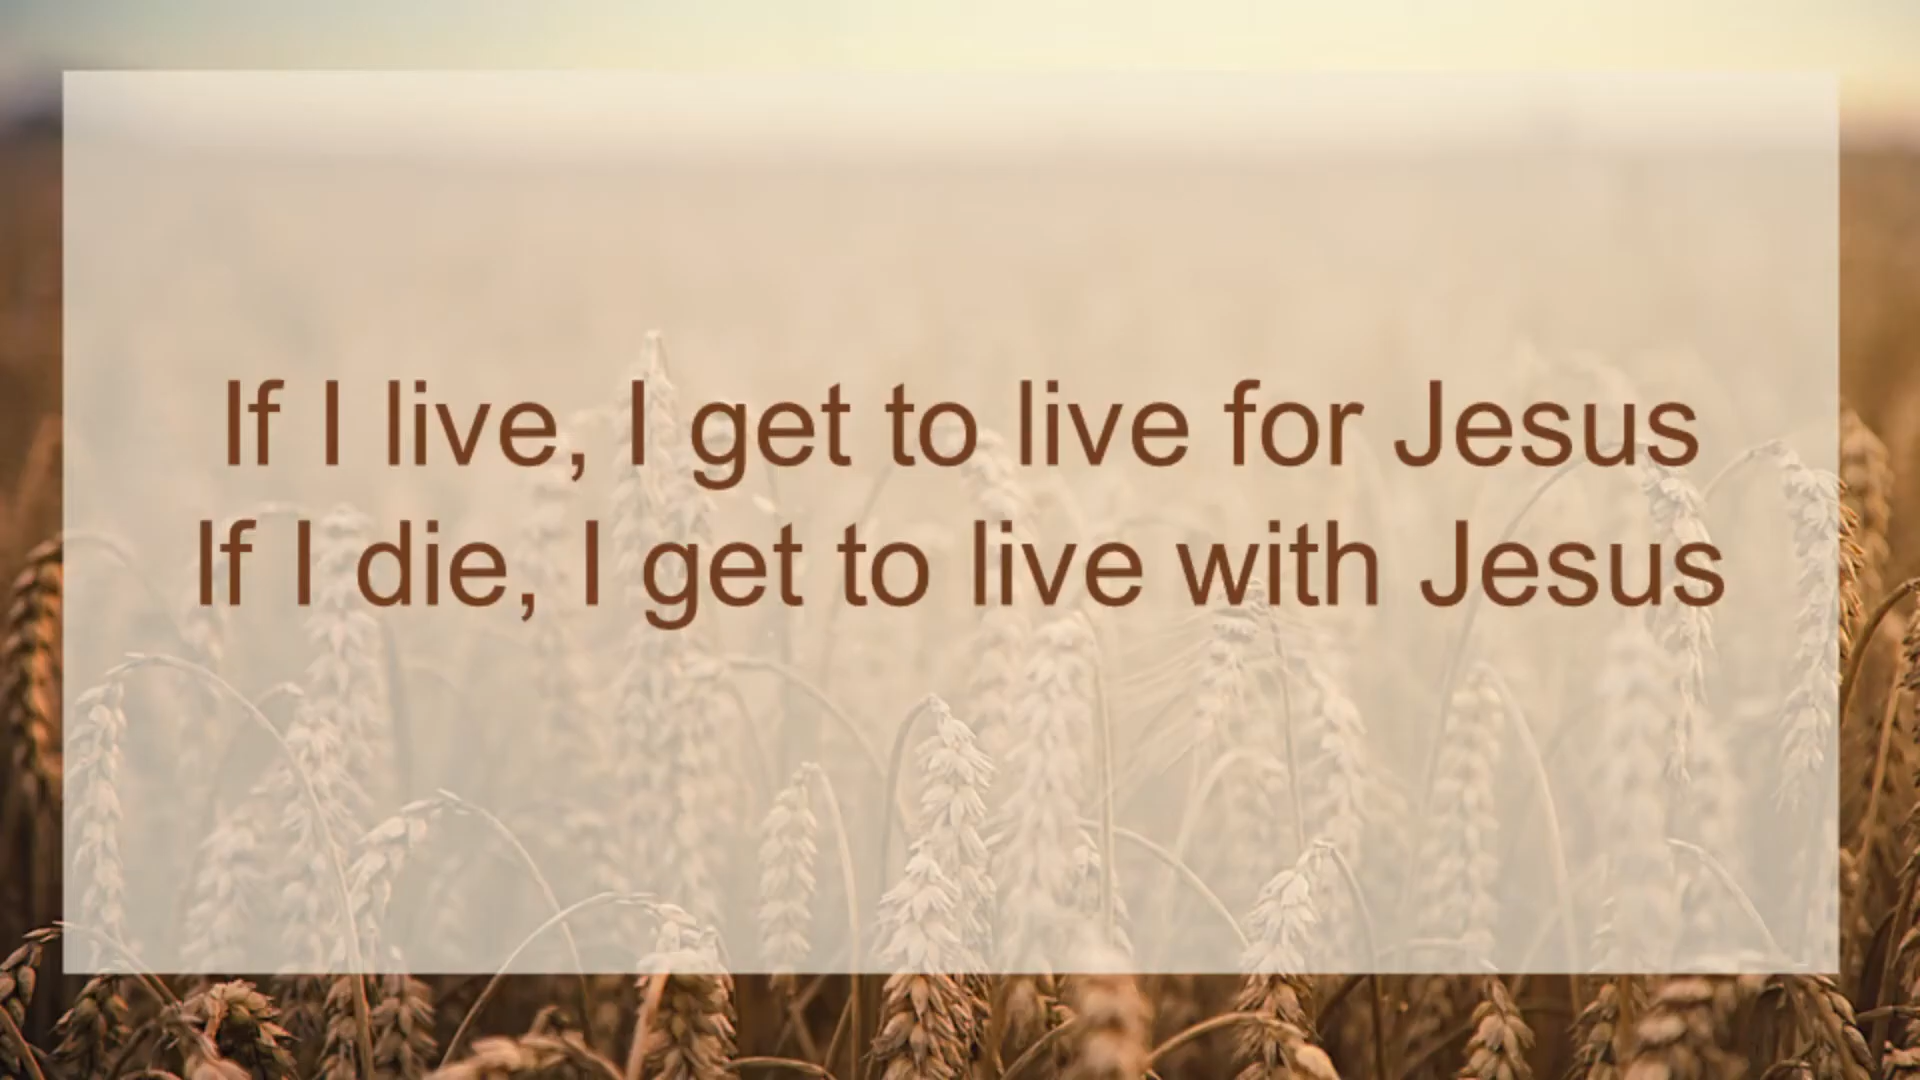 If I live, I get to live for Jesus
If I die, I get to live with Jesus